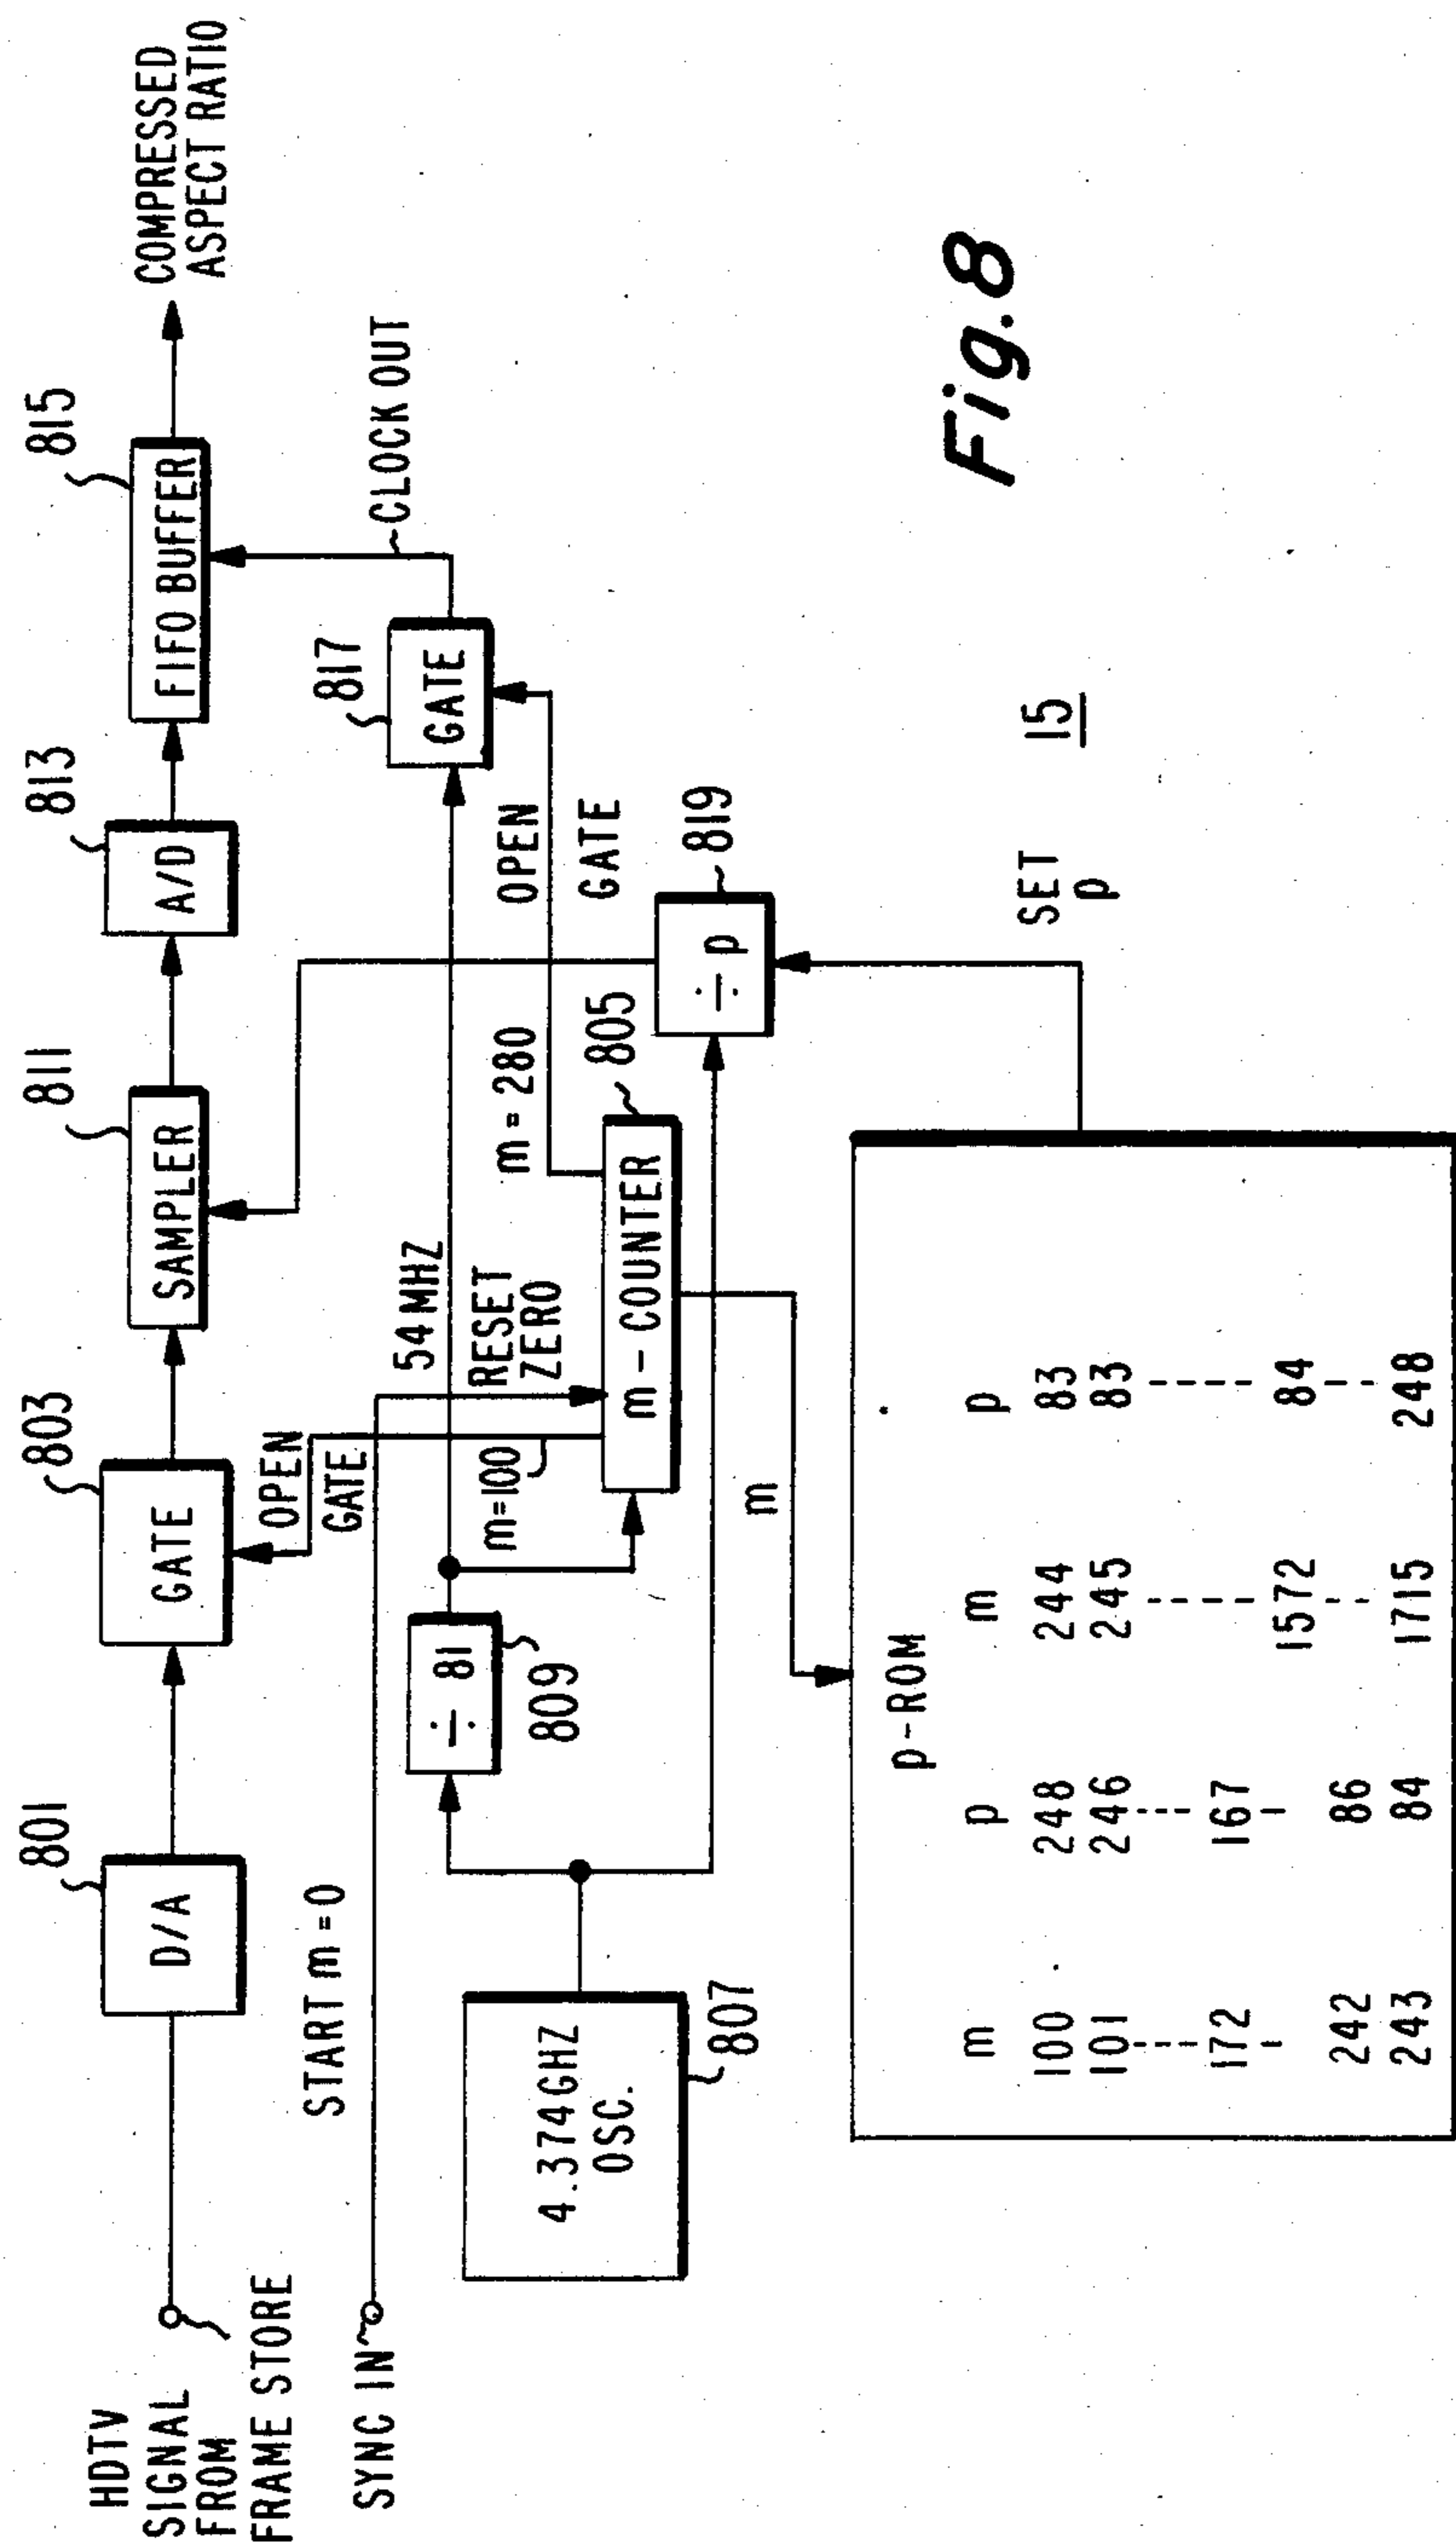 HDTV
SIGNAL
FROM
FRAME STORE
801
D/A
803
GATE
811
SAMPLER
813
A/D
815
FIFO BUFFER
COMPRESSED
ASPECT RATIO
SYNC IN
START m = 0
OPEN
GATE
RESET
ZERO
54 MHZ
m=100
817
GATE
CLOCK OUT
4.374GHZ
OSC.
807
÷ 81
809
m - COUNTER
805
m = 280
OPEN
GATE
÷ p
819
m
SET
p
15
p-ROM
m p m p
100 248 244 83
101 246 245 83
172 167
1572 84
242 86
243 84 1715 248
Fig.8